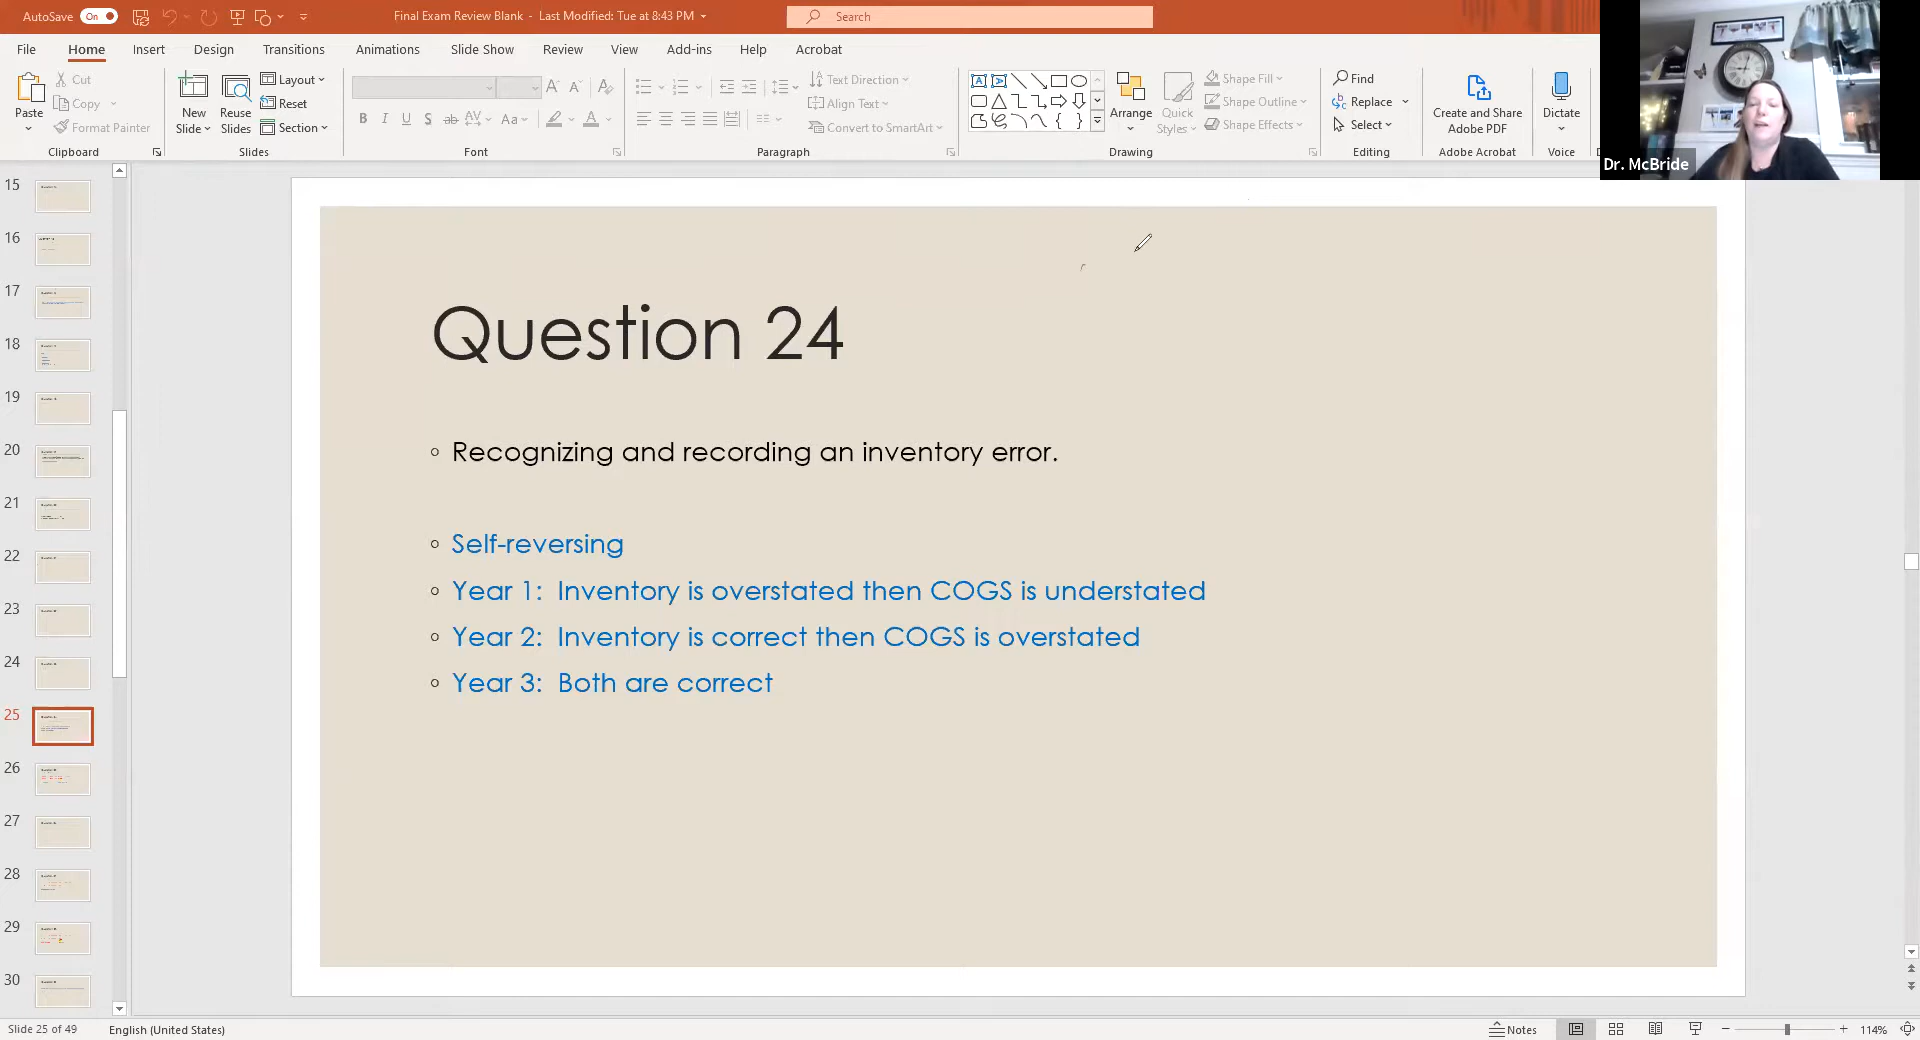 AutoSave On
Final Exam Review Blank - Last Modified: Tue at 8:43 PM
Search
File Home Insert Design Transitions Animations Slide Show Review View Add-ins Help Acrobat
Paste
Cut
Copy
Format Painter
Clipboard
New Slide
Reuse Slides
Layout
Reset
Section
Slides
B I U S ab AV Aa A
Font
Text Direction
Align Text
Convert to SmartArt
Paragraph
Arrange
Quick Styles
Shape Fill
Shape Outline
Shape Effects
Drawing
Find
Replace
Select
Editing
Create and Share Adobe PDF
Adobe Acrobat
Dictate
Voice
Dr. McBride
15
16
17
18
19
20
21
22
23
24
25
26
27
28
29
30
Question 24
Recognizing and recording an inventory error.
Self-reversing
Year 1: Inventory is overstated then COGS is understated
Year 2: Inventory is correct then COGS is overstated
Year 3: Both are correct
Slide 25 of 49 English (United States)
Notes
114%